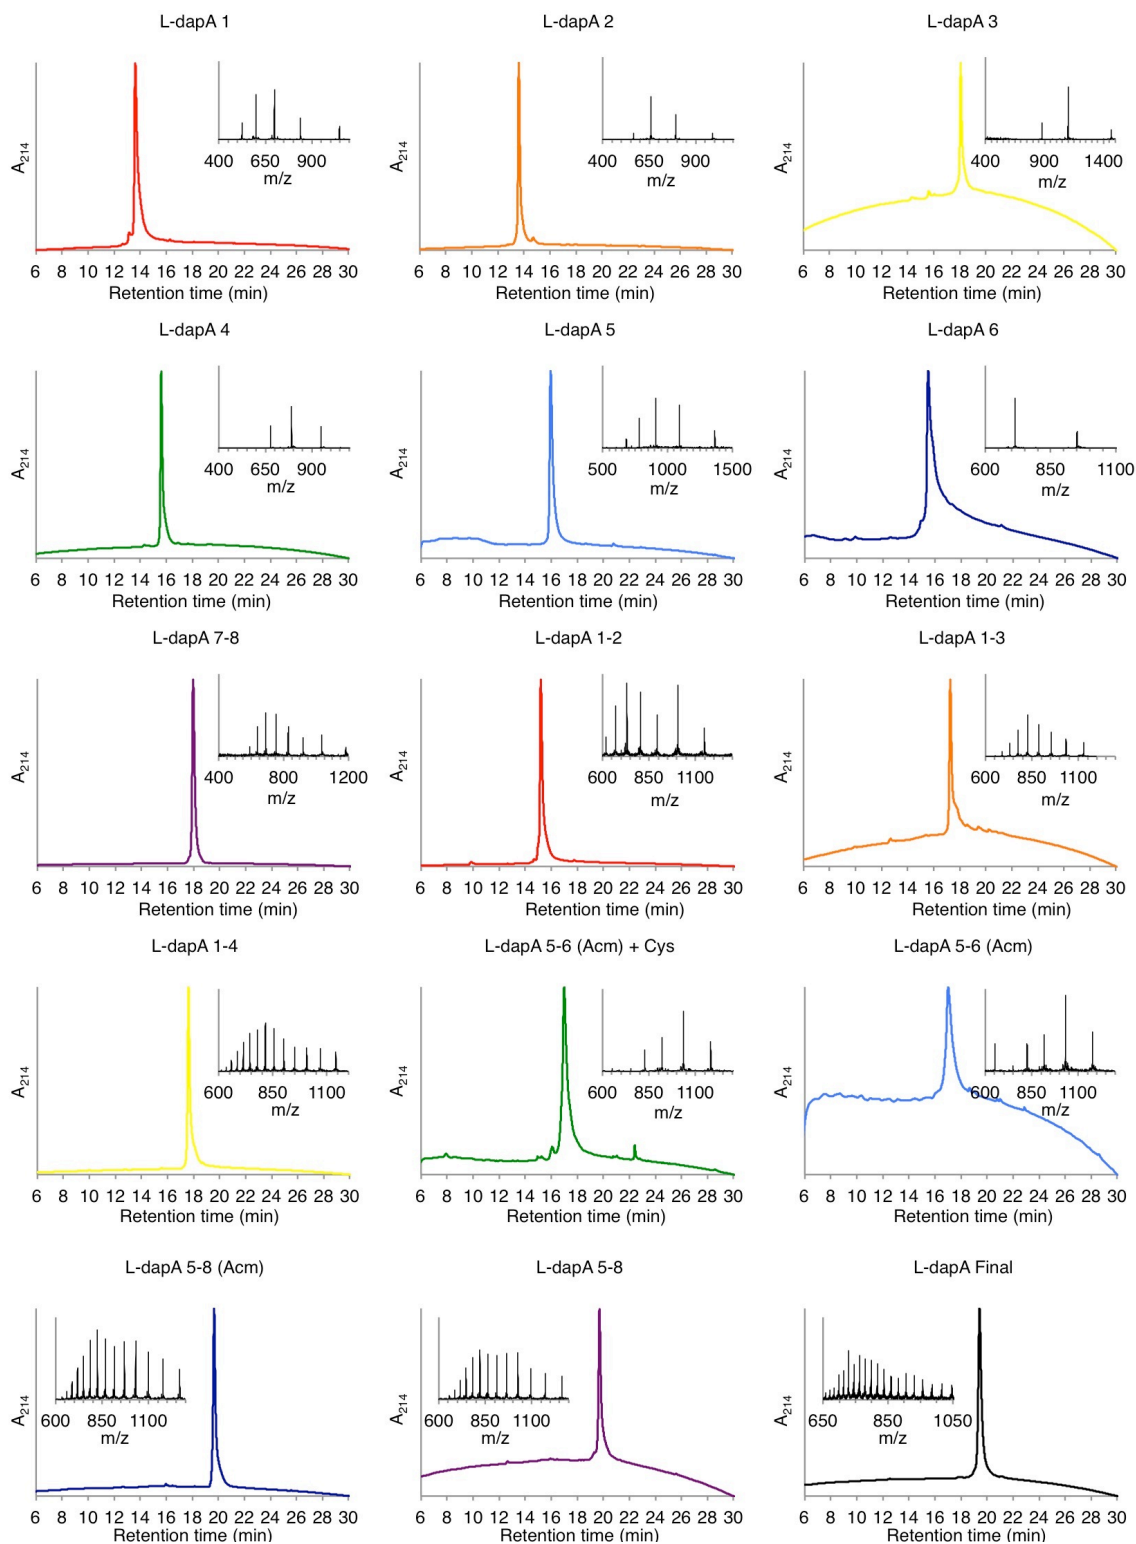 L-dapA 1
L-dapA 2
L-dapA 3
A214
400 650 900
m/z
6 8 10 12 14 16 18 20 22 24 26 28 30
Retention time (min)
A214
400 650 900
m/z
6 8 10 12 14 16 18 20 22 24 26 28 30
Retention time (min)
A214
400 900 1400
m/z
6 8 10 12 14 16 18 20 22 24 26 28 30
Retention time (min)
L-dapA 4
L-dapA 5
L-dapA 6
A214
400 650 900
m/z
6 8 10 12 14 16 18 20 22 24 26 28 30
Retention time (min)
A214
500 1000 1500
m/z
6 8 10 12 14 16 18 20 22 24 26 28 30
Retention time (min)
A214
600 850 1100
m/z
6 8 10 12 14 16 18 20 22 24 26 28 30
Retention time (min)
L-dapA 7-8
L-dapA 1-2
L-dapA 1-3
A214
400 800 1200
m/z
6 8 10 12 14 16 18 20 22 24 26 28 30
Retention time (min)
A214
600 850 1100
m/z
6 8 10 12 14 16 18 20 22 24 26 28 30
Retention time (min)
A214
600 850 1100
m/z
6 8 10 12 14 16 18 20 22 24 26 28 30
Retention time (min)
L-dapA 1-4
L-dapA 5-6 (Acm) + Cys
L-dapA 5-6 (Acm)
A214
600 850 1100
m/z
6 8 10 12 14 16 18 20 22 24 26 28 30
Retention time (min)
A214
600 850 1100
m/z
6 8 10 12 14 16 18 20 22 24 26 28 30
Retention time (min)
A214
600 850 1100
m/z
6 8 10 12 14 16 18 20 22 24 26 28 30
Retention time (min)
L-dapA 5-8 (Acm)
L-dapA 5-8
L-dapA Final
A214
600 850 1100
m/z
6 8 10 12 14 16 18 20 22 24 26 28 30
Retention time (min)
A214
600 850 1100
m/z
6 8 10 12 14 16 18 20 22 24 26 28 30
Retention time (min)
A214
650 850 1050
m/z
6 8 10 12 14 16 18 20 22 24 26 28 30
Retention time (min)